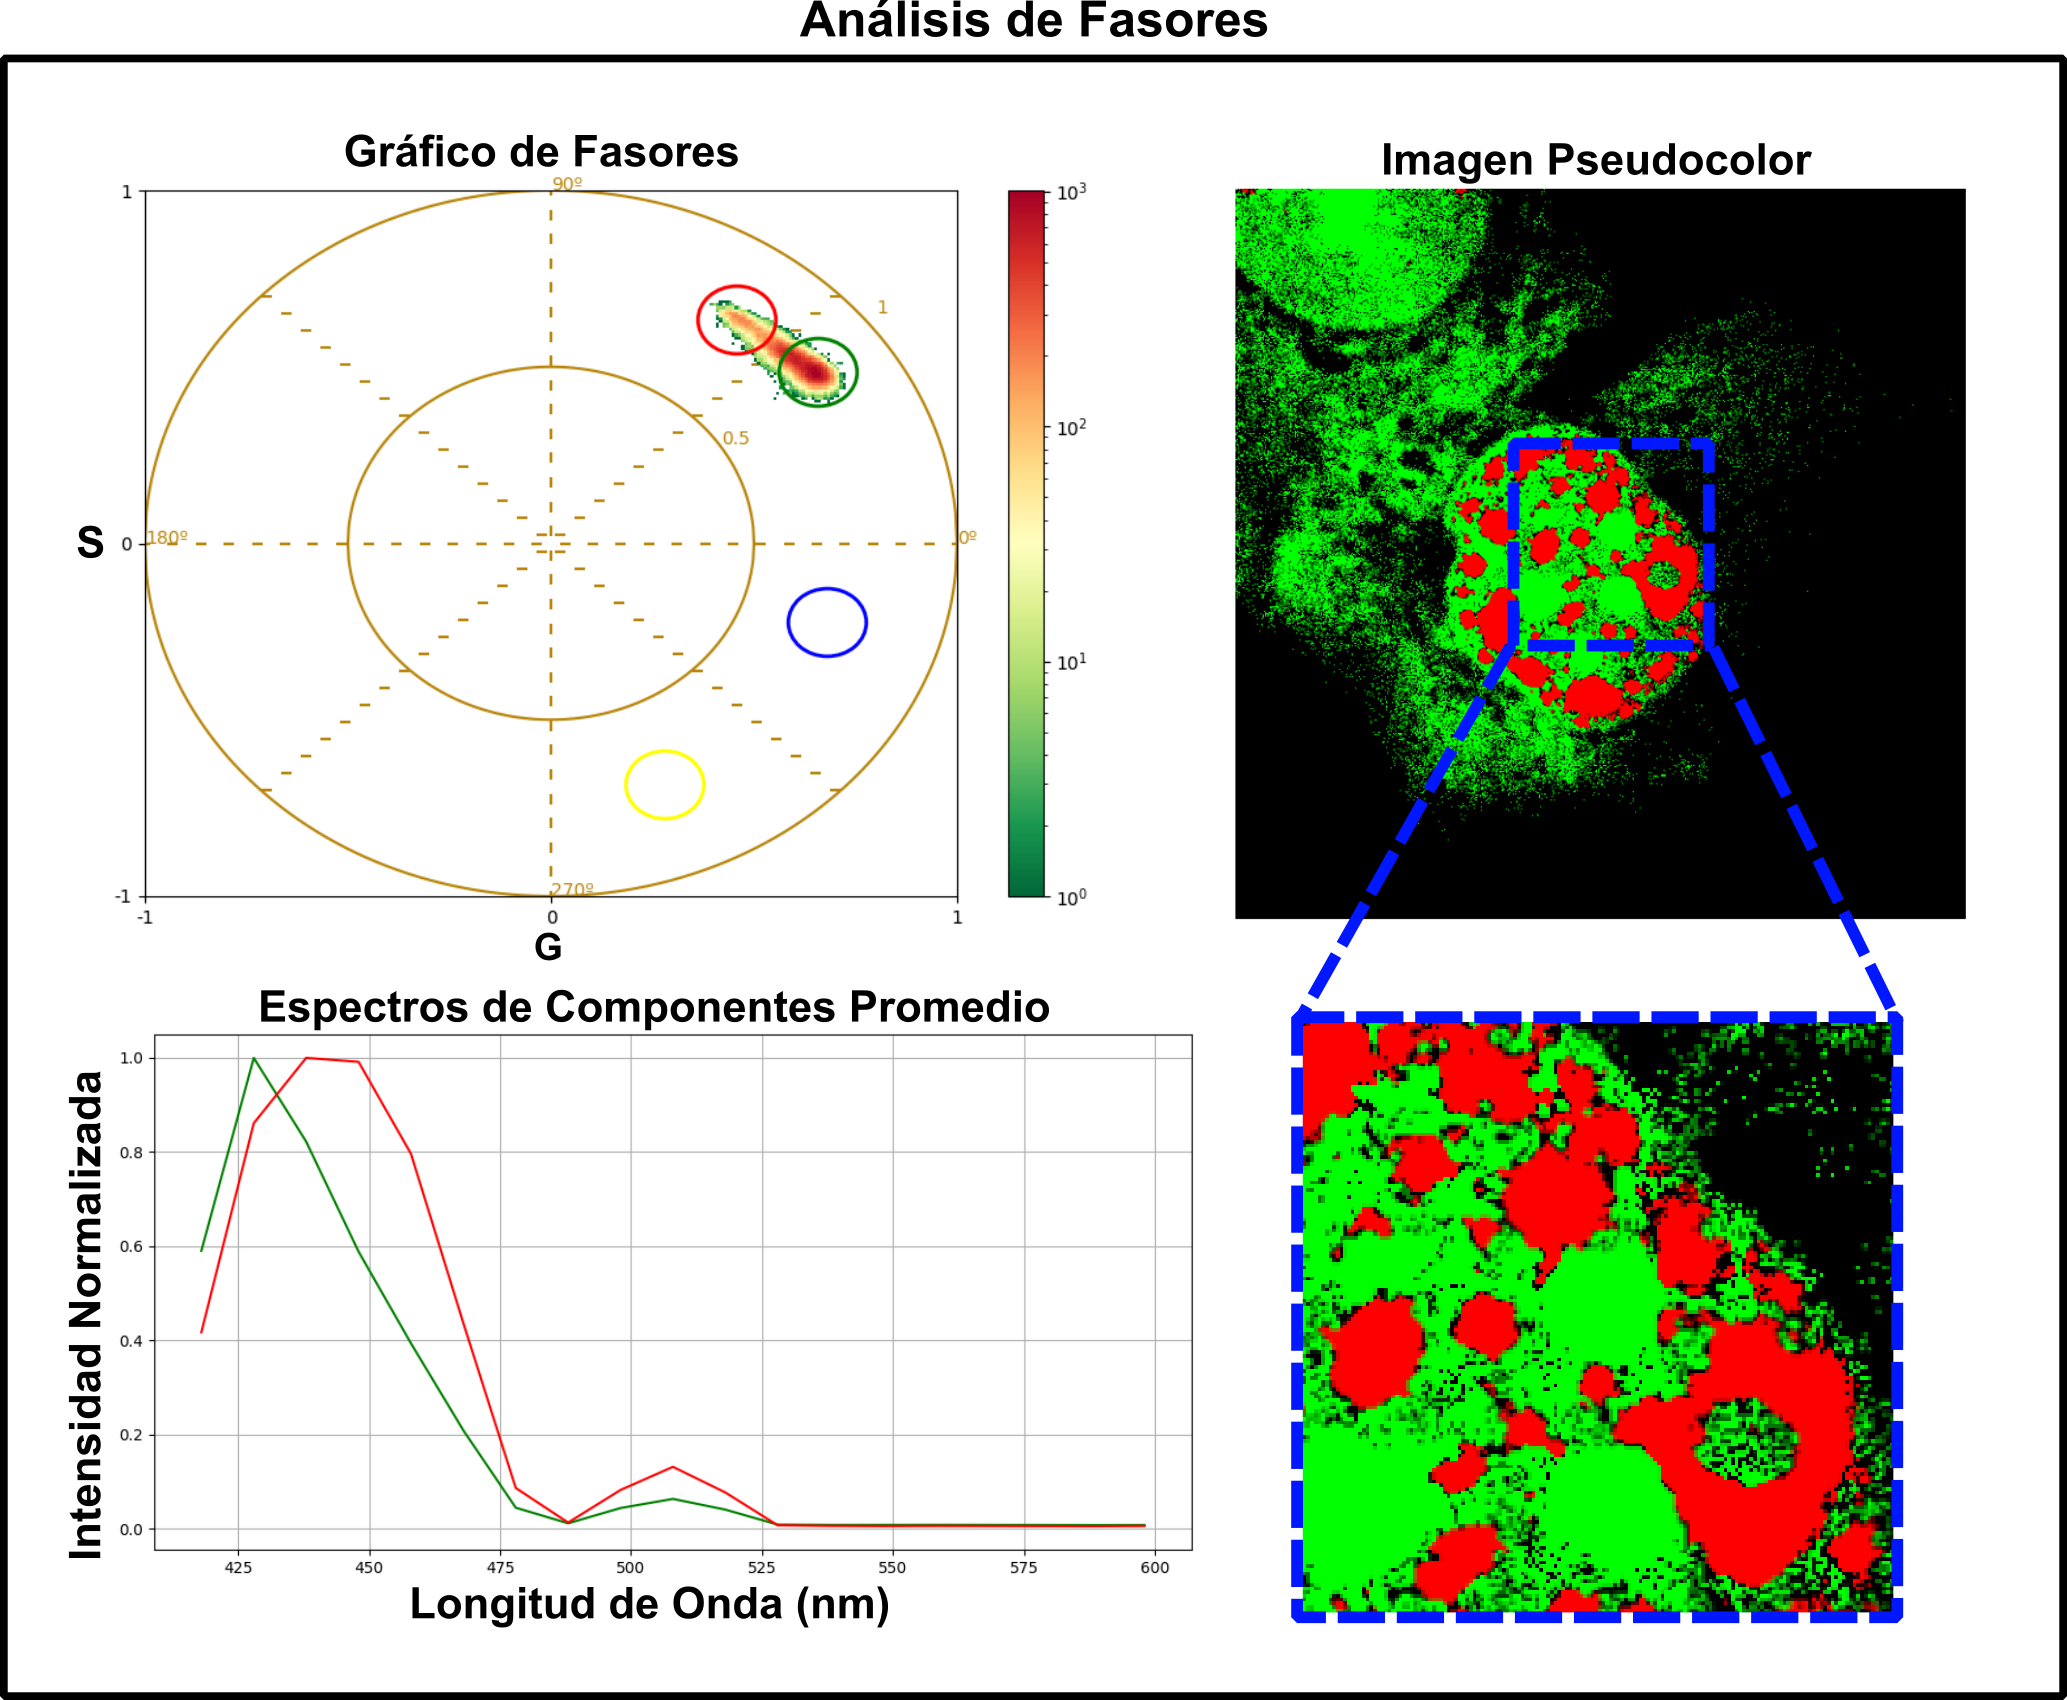 Análisis de Fasores
Gráfico de Fasores
Imagen Pseudocolor
90º
1
1
0.5
S
0
180º
0º
-1
270º
-1
0
1
G
10³
10²
10¹
10⁰
Espectros de Componentes Promedio
Intensidad Normalizada
1.0
0.8
0.6
0.4
0.2
0.0
425
450
475
500
525
550
575
600
Longitud de Onda (nm)